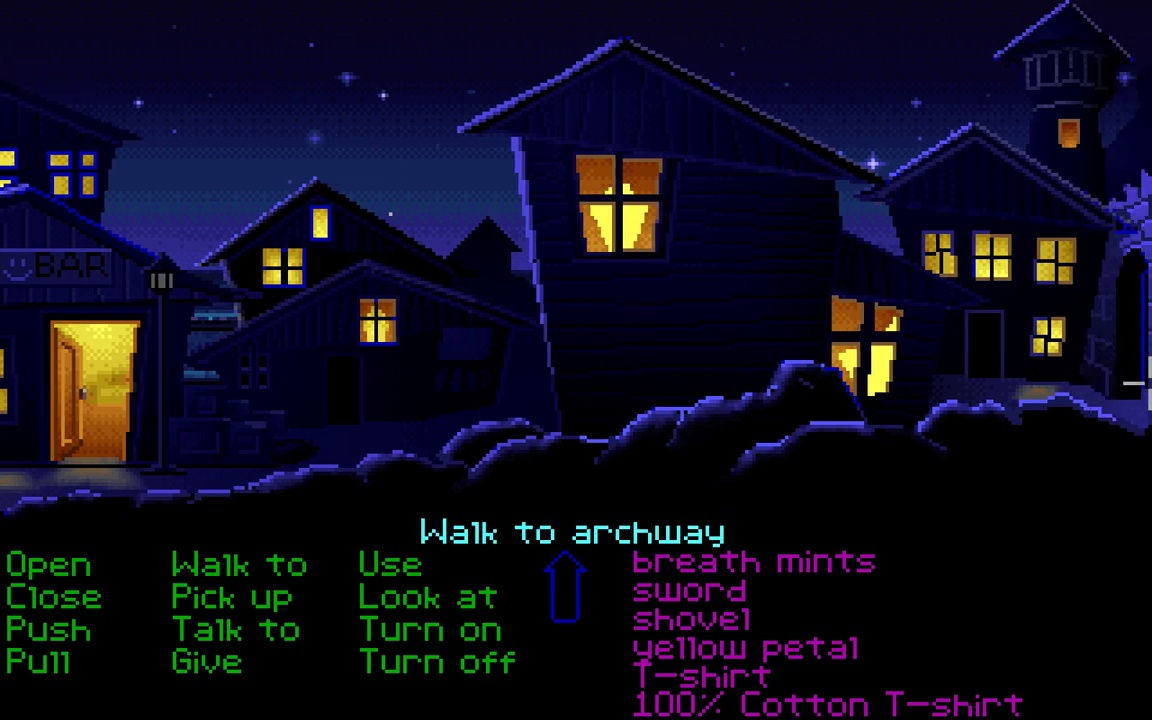 BAR
Walk to archway
Open Walk to Use
Close Pick up Look at
Push Talk to Turn on
Pull Give Turn off
breath mints
sword
shovel
yellow petal
T-shirt
100% Cotton T-shirt